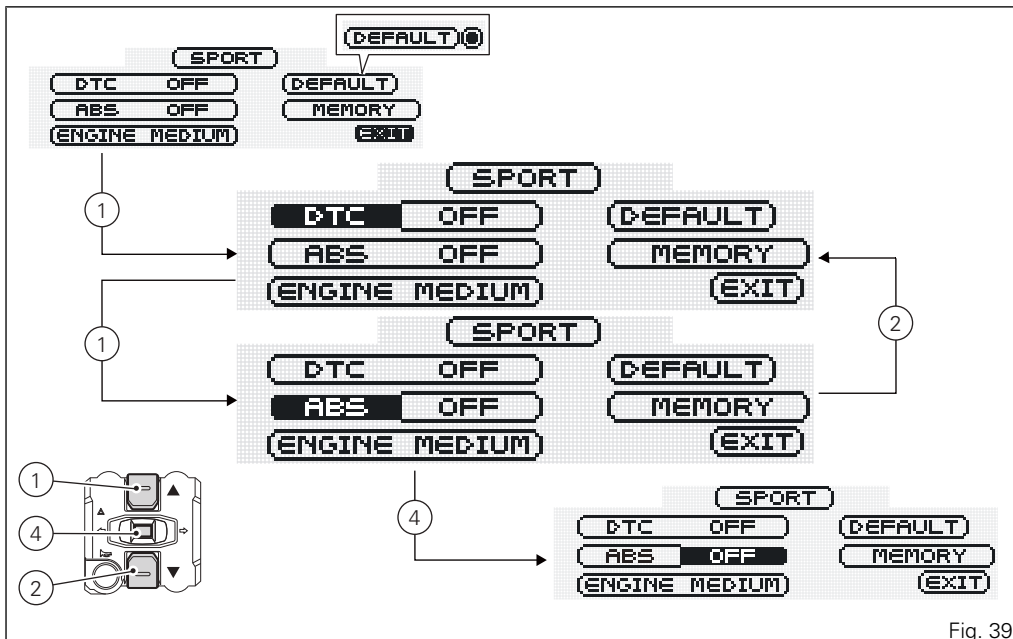 DEFAULT
SPORT
DTC OFF DEFAULT
ABS OFF MEMORY
ENGINE MEDIUM EXIT
1
SPORT
DTC OFF DEFAULT
ABS OFF MEMORY
ENGINE MEDIUM EXIT
1
2
SPORT
DTC OFF DEFAULT
ABS OFF MEMORY
ENGINE MEDIUM EXIT
1
4
2
4
SPORT
DTC OFF DEFAULT
ABS OFF MEMORY
ENGINE MEDIUM EXIT
Fig. 39